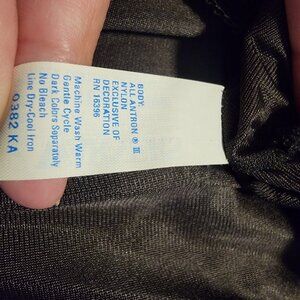 BODY:
ALL ANTRON ® III
NYLON
EXCLUSIVE OF
DECORATION
RN 16396
Machine Wash Warm
Gentle Cycle
Dark Colors Separately
No Bleach
Line Dry-Cool Iron
9382 KA